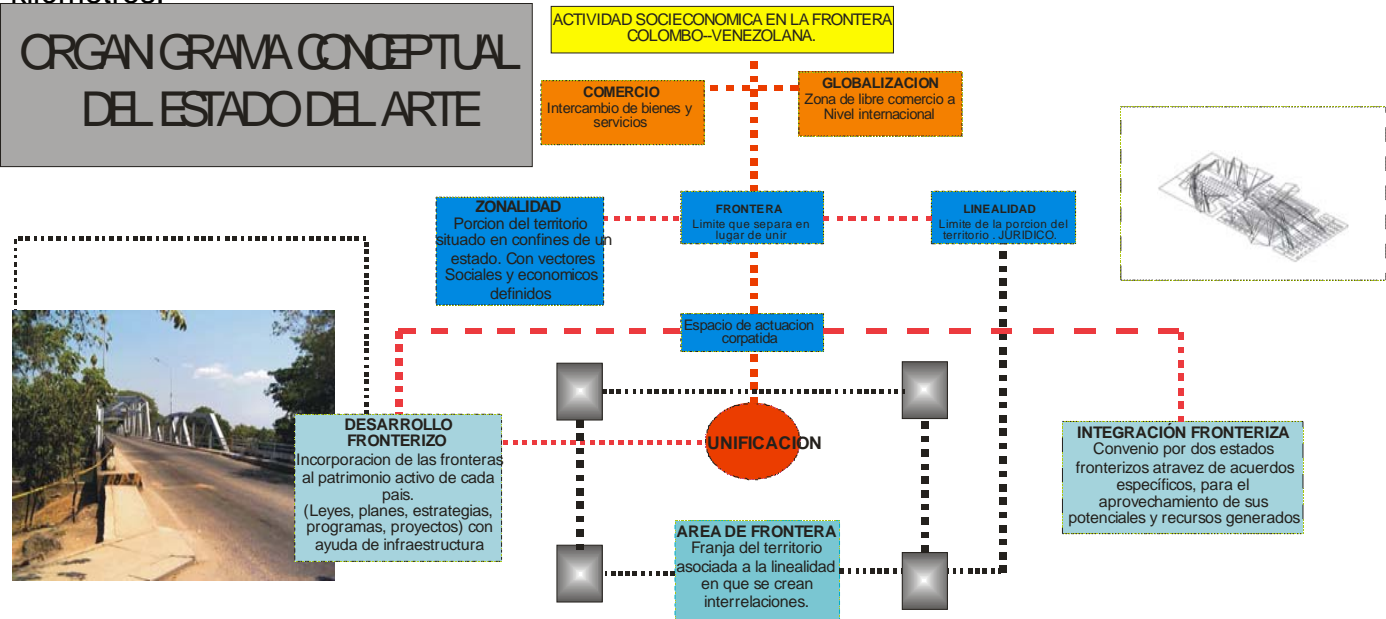 kilometros.
ORGANIGRAMA CONCEPTUAL
DEL ESTADO DEL ARTE
ACTIVIDAD SOCIECONOMICA EN LA FRONTERA
COLOMBO--VENEZOLANA.
COMERCIO
Intercambio de bienes y
servicios
GLOBALIZACION
Zona de libre comercio a
Nivel internacional
ZONALIDAD
Porcion del territorio
situado en confines de un
estado. Con vectores
Sociales y economicos
definidos
FRONTERA
Limite que separa en
lugar de unir
LINEALIDAD
Limite de la porcion del
territorio . JURIDICO.
Espacio de actuacion
corpatida
UNIFICACION
DESARROLLO
FRONTERIZO
Incorporacion de las fronteras
al patrimonio activo de cada
pais.
(Leyes, planes, estrategias,
programas, proyectos) con
ayuda de infraestructura
INTEGRACIÓN FRONTERIZA
Convenio por dos estados
fronterizos atravez de acuerdos
específicos, para el
aprovechamiento de sus
potenciales y recursos generados
AREA DE FRONTERA
Franja del territorio
asociada a la linealidad
en que se crean
interrelaciones.